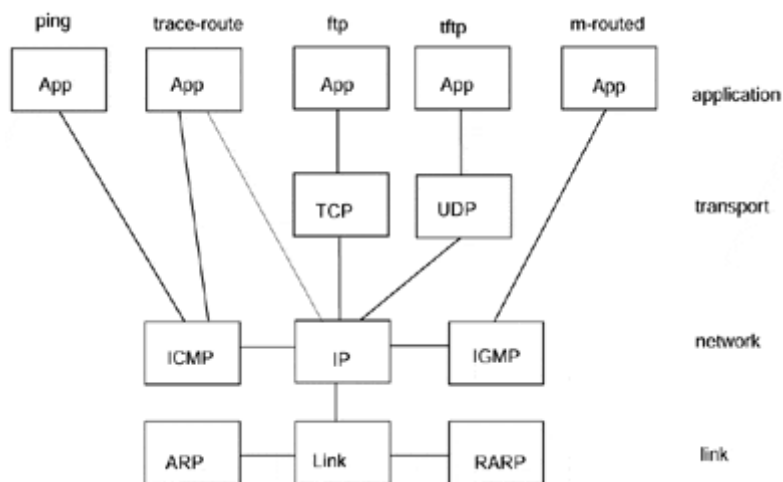 ping trace-route ftp tftp m-routed
App App App App App application
TCP UDP transport
ICMP IP IGMP network
ARP Link RARP link